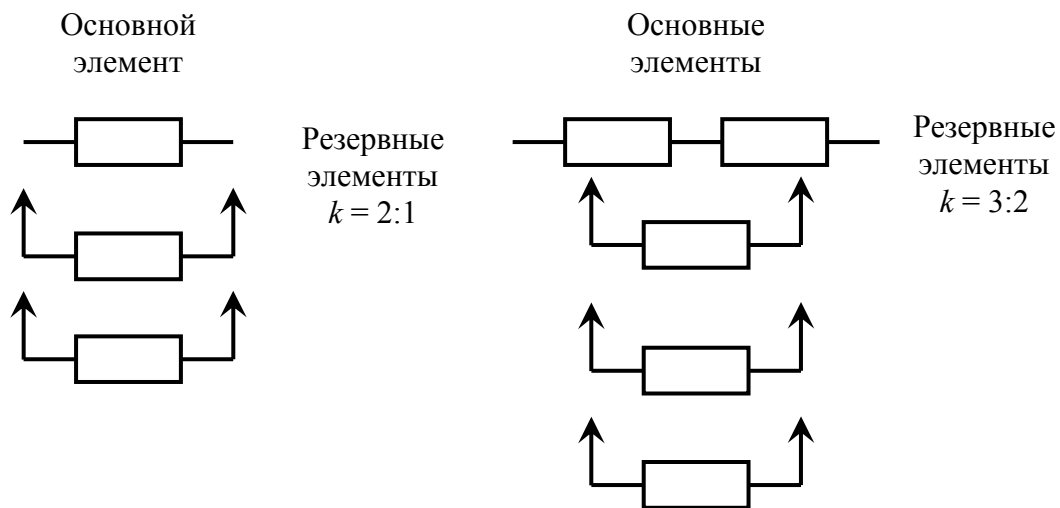 Основной
элемент
Резервные
элементы
k = 2:1
Основные
элементы
Резервные
элементы
k = 3:2